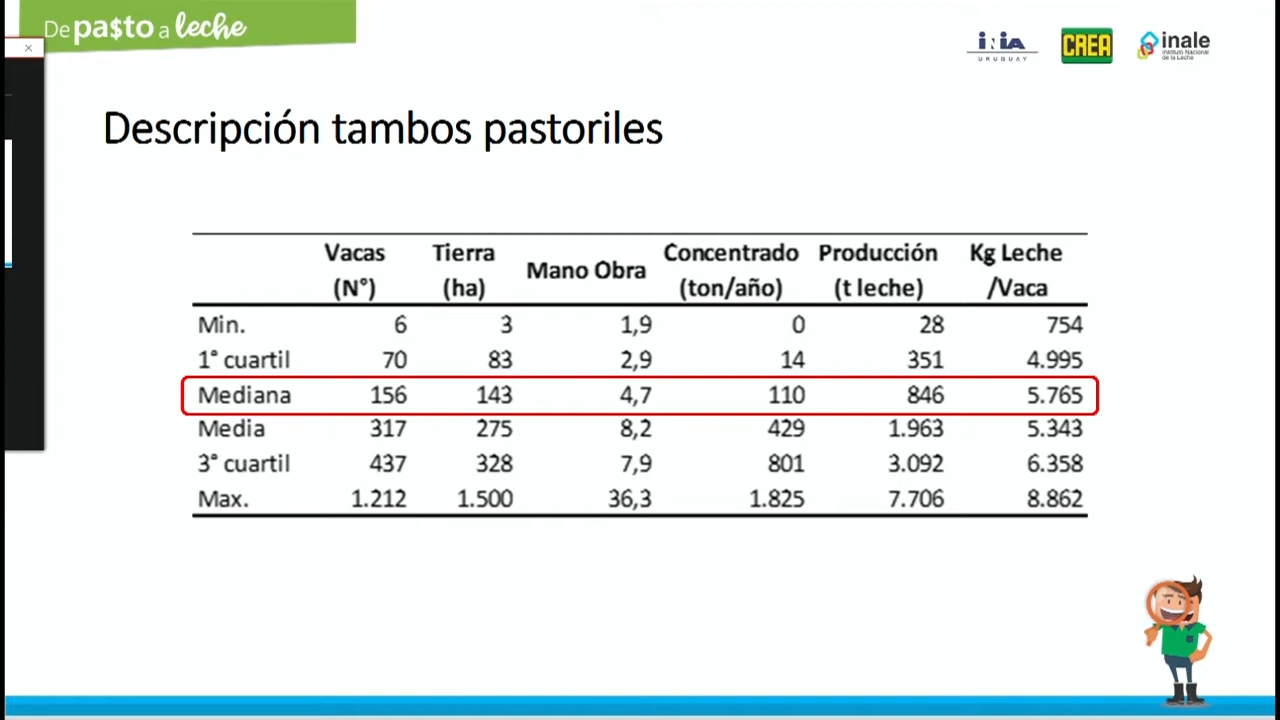 De pa$to a leche
×
INIA
URUGUAY
CREA
inale
Instituto Nacional
de la Leche
Descripción tambos pastoriles
Vacas (N°) Tierra (ha) Mano Obra Concentrado (ton/año) Producción (t leche) Kg Leche /Vaca
Min. 6 3 1,9 0 28 754
1° cuartil 70 83 2,9 14 351 4.995
Mediana 156 143 4,7 110 846 5.765
Media 317 275 8,2 429 1.963 5.343
3° cuartil 437 328 7,9 801 3.092 6.358
Max. 1.212 1.500 36,3 1.825 7.706 8.862